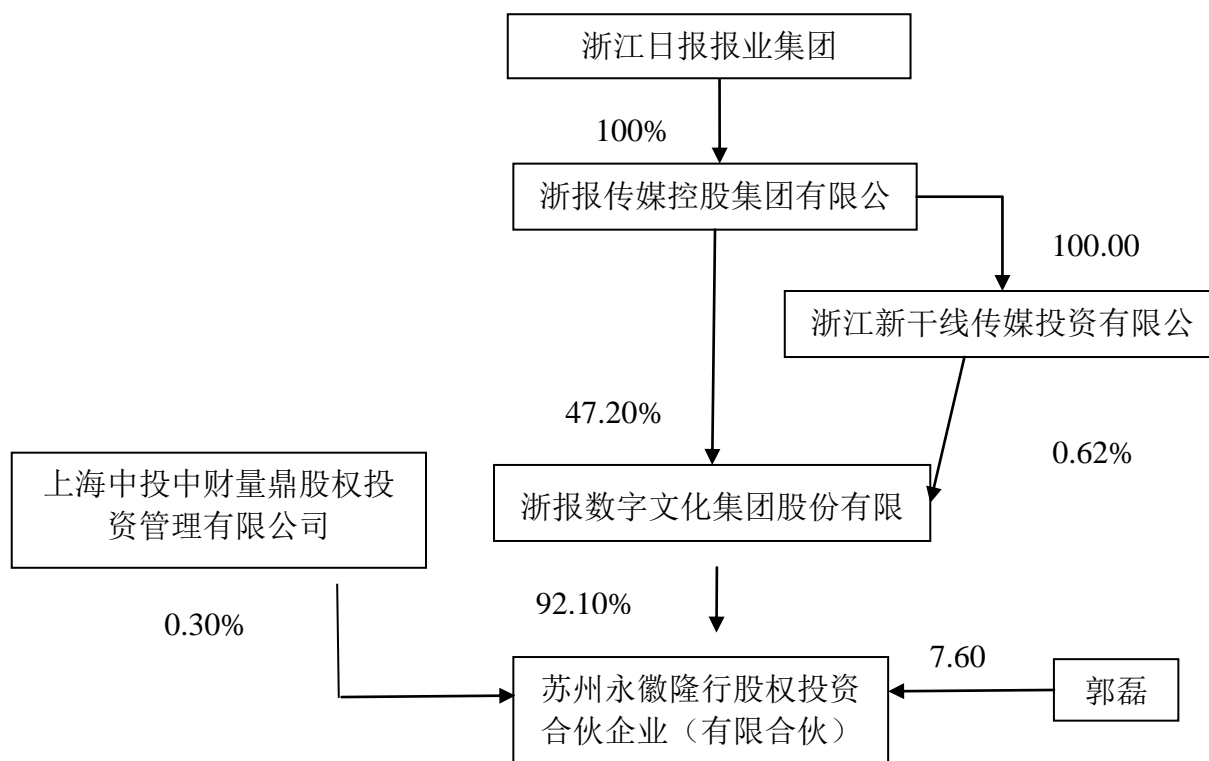 浙江日报报业集团
100%
浙报传媒控股集团有限公
100.00
浙江新干线传媒投资有限公
47.20%
0.62%
上海中投中财量鼎股权投
资管理有限公司
浙报数字文化集团股份有限
92.10%
0.30%
7.60
苏州永徽隆行股权投资
合伙企业（有限合伙）
郭磊